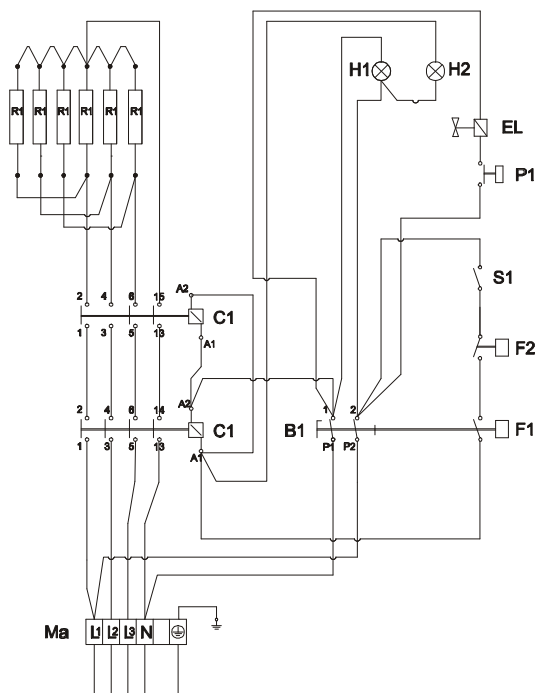 H1 H2
R1 R1 R1 R1 R1 R1
EL
P1
S1
A2
2 4 6 15
C1
1 3 5 13
A1
F2
A2
2 4 6 14
1 2
C1 B1 F1
1 3 5 13
A1 P1 P2
Ma L1 L2 L3 N